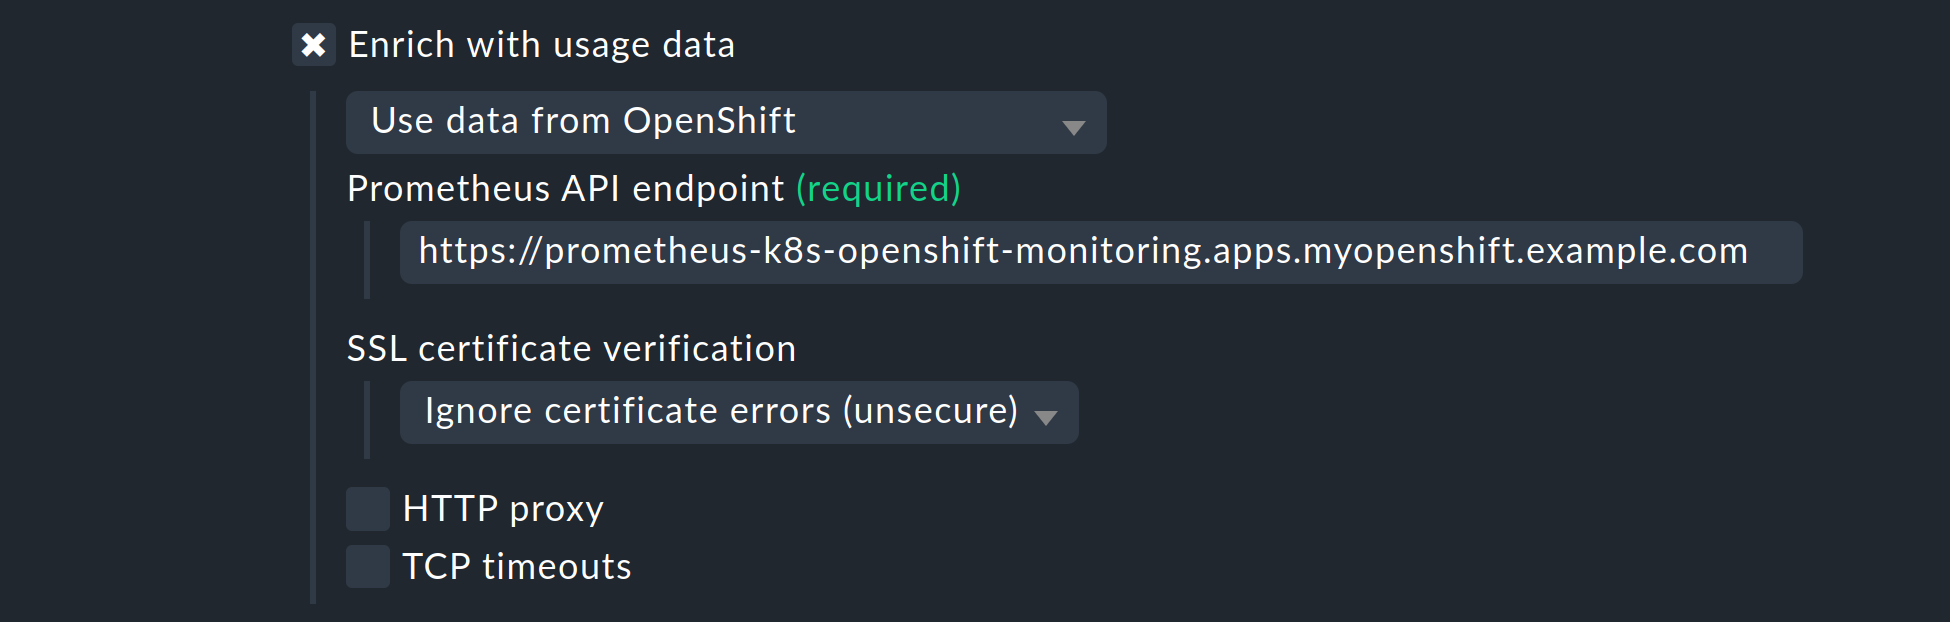 Enrich with usage data
Use data from OpenShift
Prometheus API endpoint (required)
https://prometheus-k8s-openshift-monitoring.apps.myopenshift.example.com
SSL certificate verification
Ignore certificate errors (unsecure)
HTTP proxy
TCP timeouts